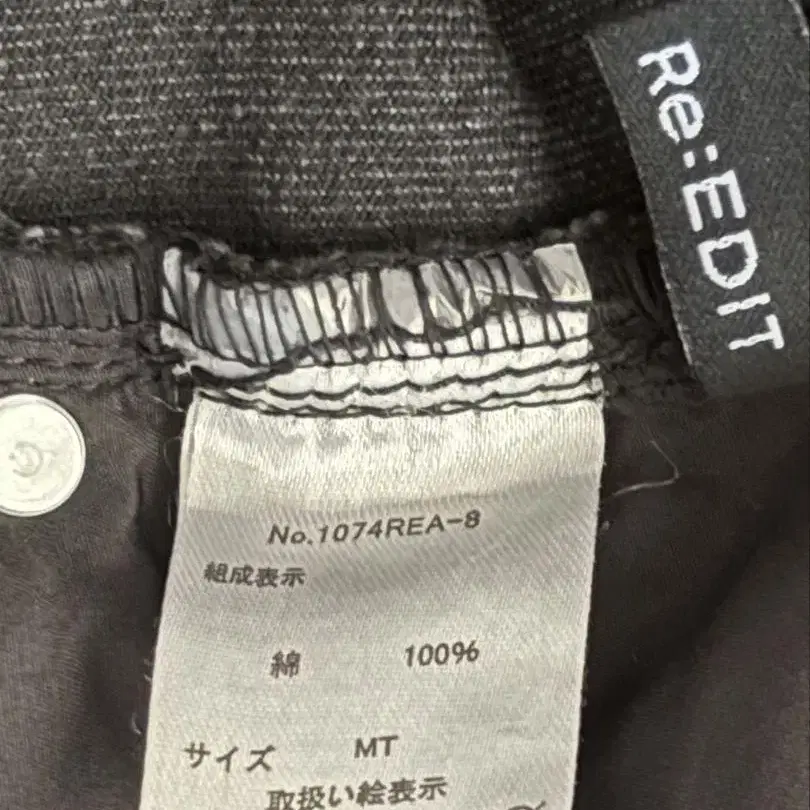 Re:EDIT
No.1074REA-8
組成表示
綿 100%
サイズ MT
取扱い絵表示